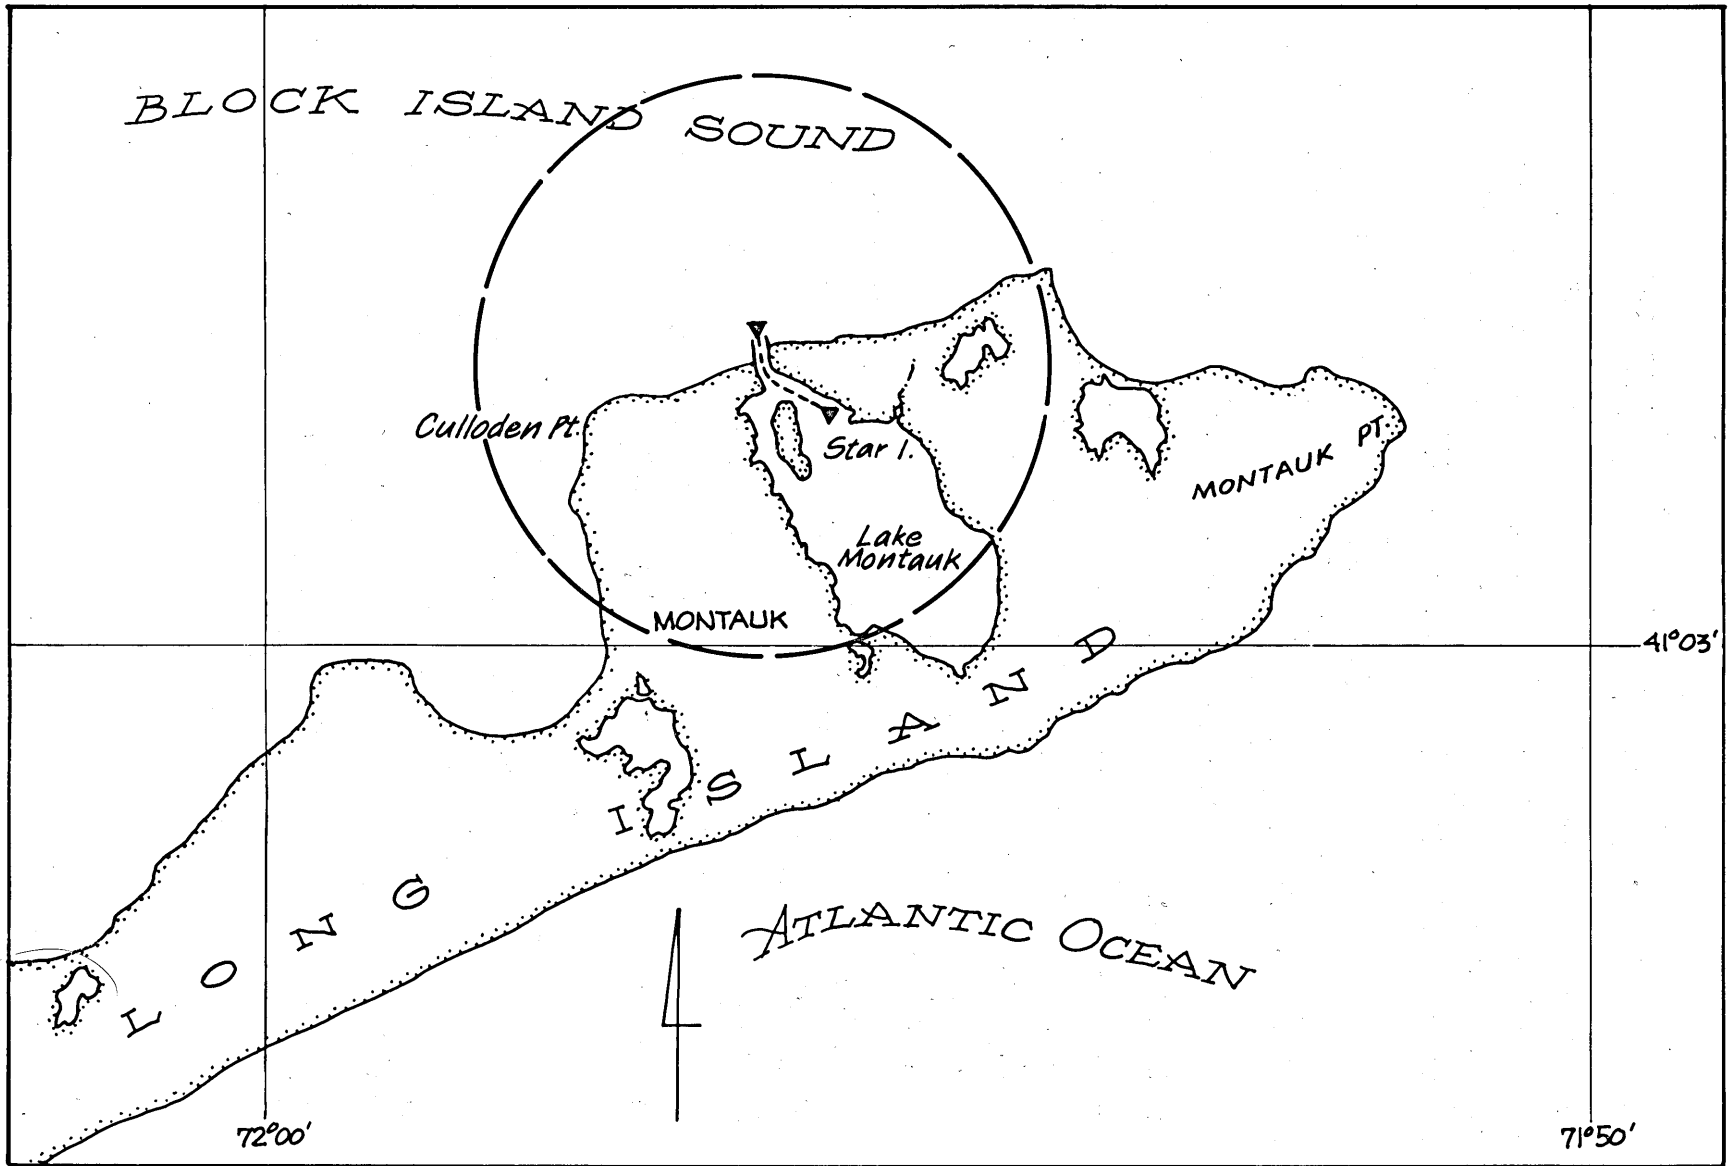 BLOCK ISLAND SOUND
Culloden Pt.
Star I.
MONTAUK PT.
Lake
Montauk
MONTAUK
41°03'
LONG ISLAND
ATLANTIC OCEAN
72°00'
71°50'